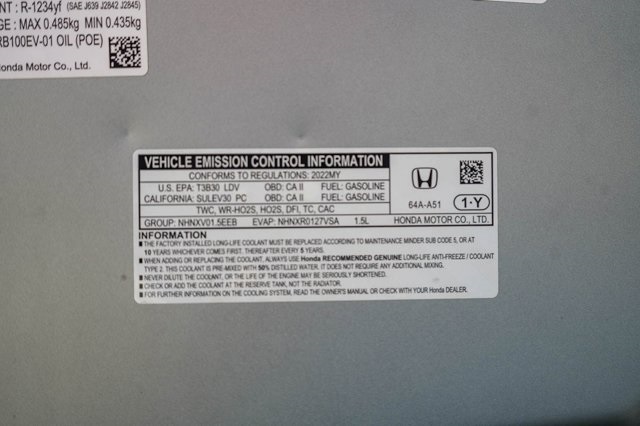 NT : R-1234yf (SAE J639 J2842 J2845)
GE : MAX 0.485kg MIN 0.435kg
RB100EV-01 OIL (POE)
onda Motor Co., Ltd.
VEHICLE EMISSION CONTROL INFORMATION
CONFORMS TO REGULATIONS: 2022MY
U.S. EPA: T3B30 LDV OBD: CA II FUEL: GASOLINE
CALIFORNIA: SULEV30 PC OBD: CA II FUEL: GASOLINE
TWC, WR-HO2S, HO2S, DFI, TC, CAC
GROUP: NHNXV01.5EEB EVAP: NHNXR0127VSA 1.5L
64A-A51 1·Y
HONDA MOTOR CO., LTD.
INFORMATION
■ THE FACTORY INSTALLED LONG-LIFE COOLANT MUST BE REPLACED ACCORDING TO MAINTENANCE MINDER SUB CODE 5, OR AT
10 YEARS WHICHEVER COMES FIRST, THEREAFTER EVERY 5 YEARS.
■ WHEN ADDING OR REPLACING THE COOLANT, ALWAYS USE Honda RECOMMENDED GENUINE LONG-LIFE ANTI-FREEZE / COOLANT
TYPE 2. THIS COOLANT IS PRE-MIXED WITH 50% DISTILLED WATER. IT DOES NOT REQUIRE ANY ADDITIONAL MIXING.
■ NEVER DILUTE THE COOLANT, OR THE LIFE OF THE ENGINE MAY BE SERIOUSLY SHORTENED.
■ CHECK OR ADD THE COOLANT AT THE RESERVE TANK, NOT THE RADIATOR.
■ FOR FURTHER INFORMATION ON THE COOLING SYSTEM, READ THE OWNER'S MANUAL OR CHECK WITH YOUR Honda DEALER.